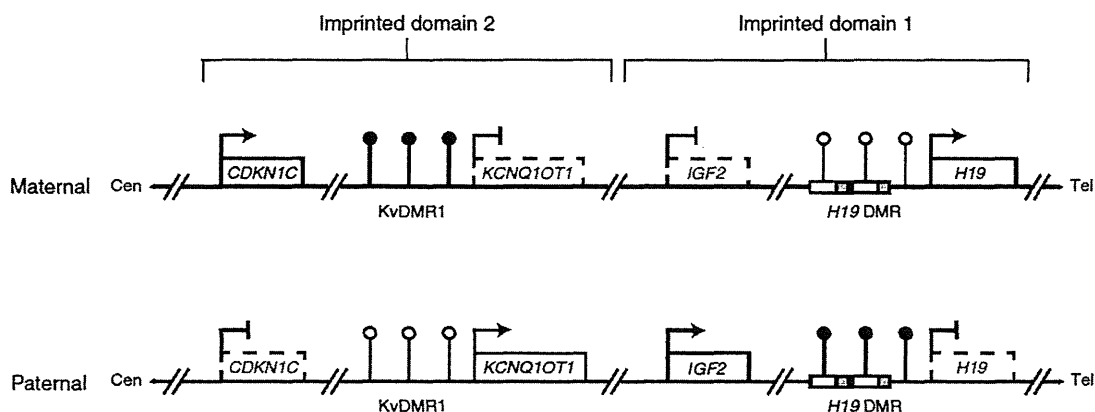 Imprinted domain 2
Imprinted domain 1
Maternal
Cen
CDKN1C
KvDMR1
KCNQ1OT1
IGF2
H19 DMR
H19
Tel
Paternal
Cen
CDKN1C
KvDMR1
KCNQ1OT1
IGF2
H19 DMR
H19
Tel